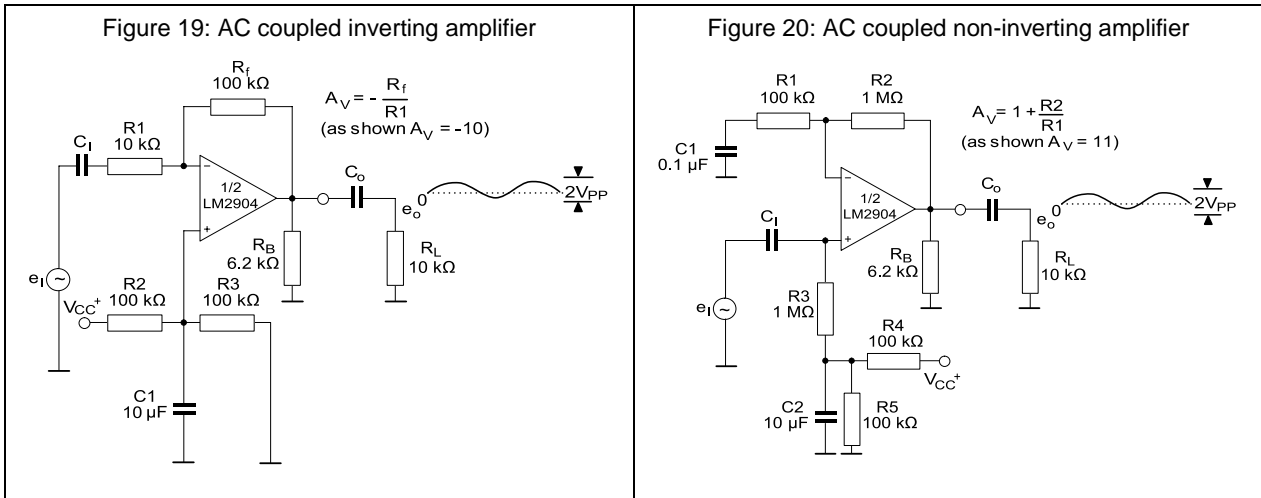 Figure 19: AC coupled inverting amplifier
Rf
100 kΩ
AV = - Rf
R1
(as shown AV = -10)
CI
R1
10 kΩ
1/2
LM2904
−
+
Co
eo
0
2VPP
RB
6.2 kΩ
RL
10 kΩ
eI
~
VCC+
R2
100 kΩ
R3
100 kΩ
C1
10 µF
Figure 20: AC coupled non-inverting amplifier
R1
100 kΩ
R2
1 MΩ
AV = 1 + R2
R1
(as shown AV = 11)
C1
0.1 µF
−
+
1/2
LM2904
CI
Co
eo
0
2VPP
RB
6.2 kΩ
RL
10 kΩ
eI
~
R3
1 MΩ
R4
100 kΩ
VCC+
C2
10 µF
R5
100 kΩ